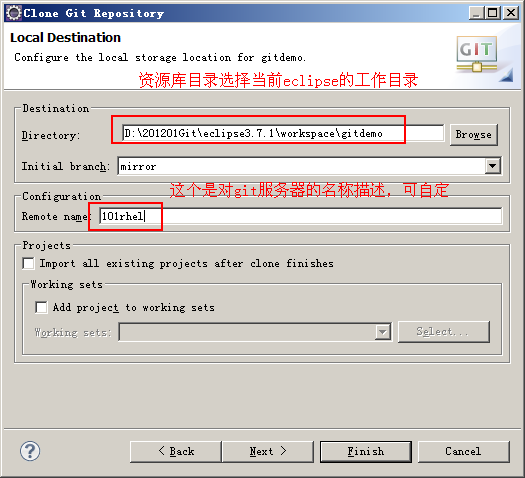 Clone Git Repository
Local Destination
Configure the local storage location for gitdemo.
GIT
资源库目录选择当前eclipse的工作目录
Destination
Directory: D:\201201Git\eclipse3.7.1\workspace\gitdemo Browse
Initial branch: mirror
这个是对git服务器的名称描述，可自定
Configuration
Remote name: 101rhel
Projects
Import all existing projects after clone finishes
Working sets
Add project to working sets
Working sets: Select...
? < Back Next > Finish Cancel